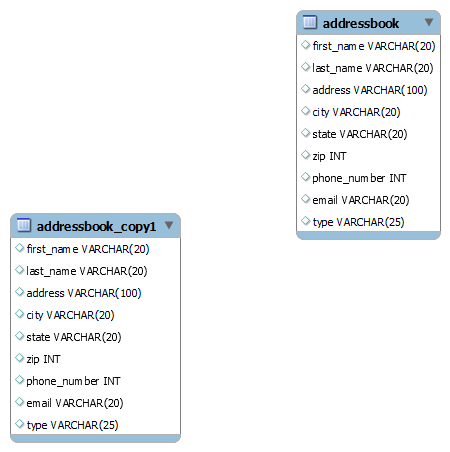 addressbook
first_name VARCHAR(20)
last_name VARCHAR(20)
address VARCHAR(100)
city VARCHAR(20)
state VARCHAR(20)
zip INT
phone_number INT
email VARCHAR(20)
type VARCHAR(25)
addressbook_copy1
first_name VARCHAR(20)
last_name VARCHAR(20)
address VARCHAR(100)
city VARCHAR(20)
state VARCHAR(20)
zip INT
phone_number INT
email VARCHAR(20)
type VARCHAR(25)